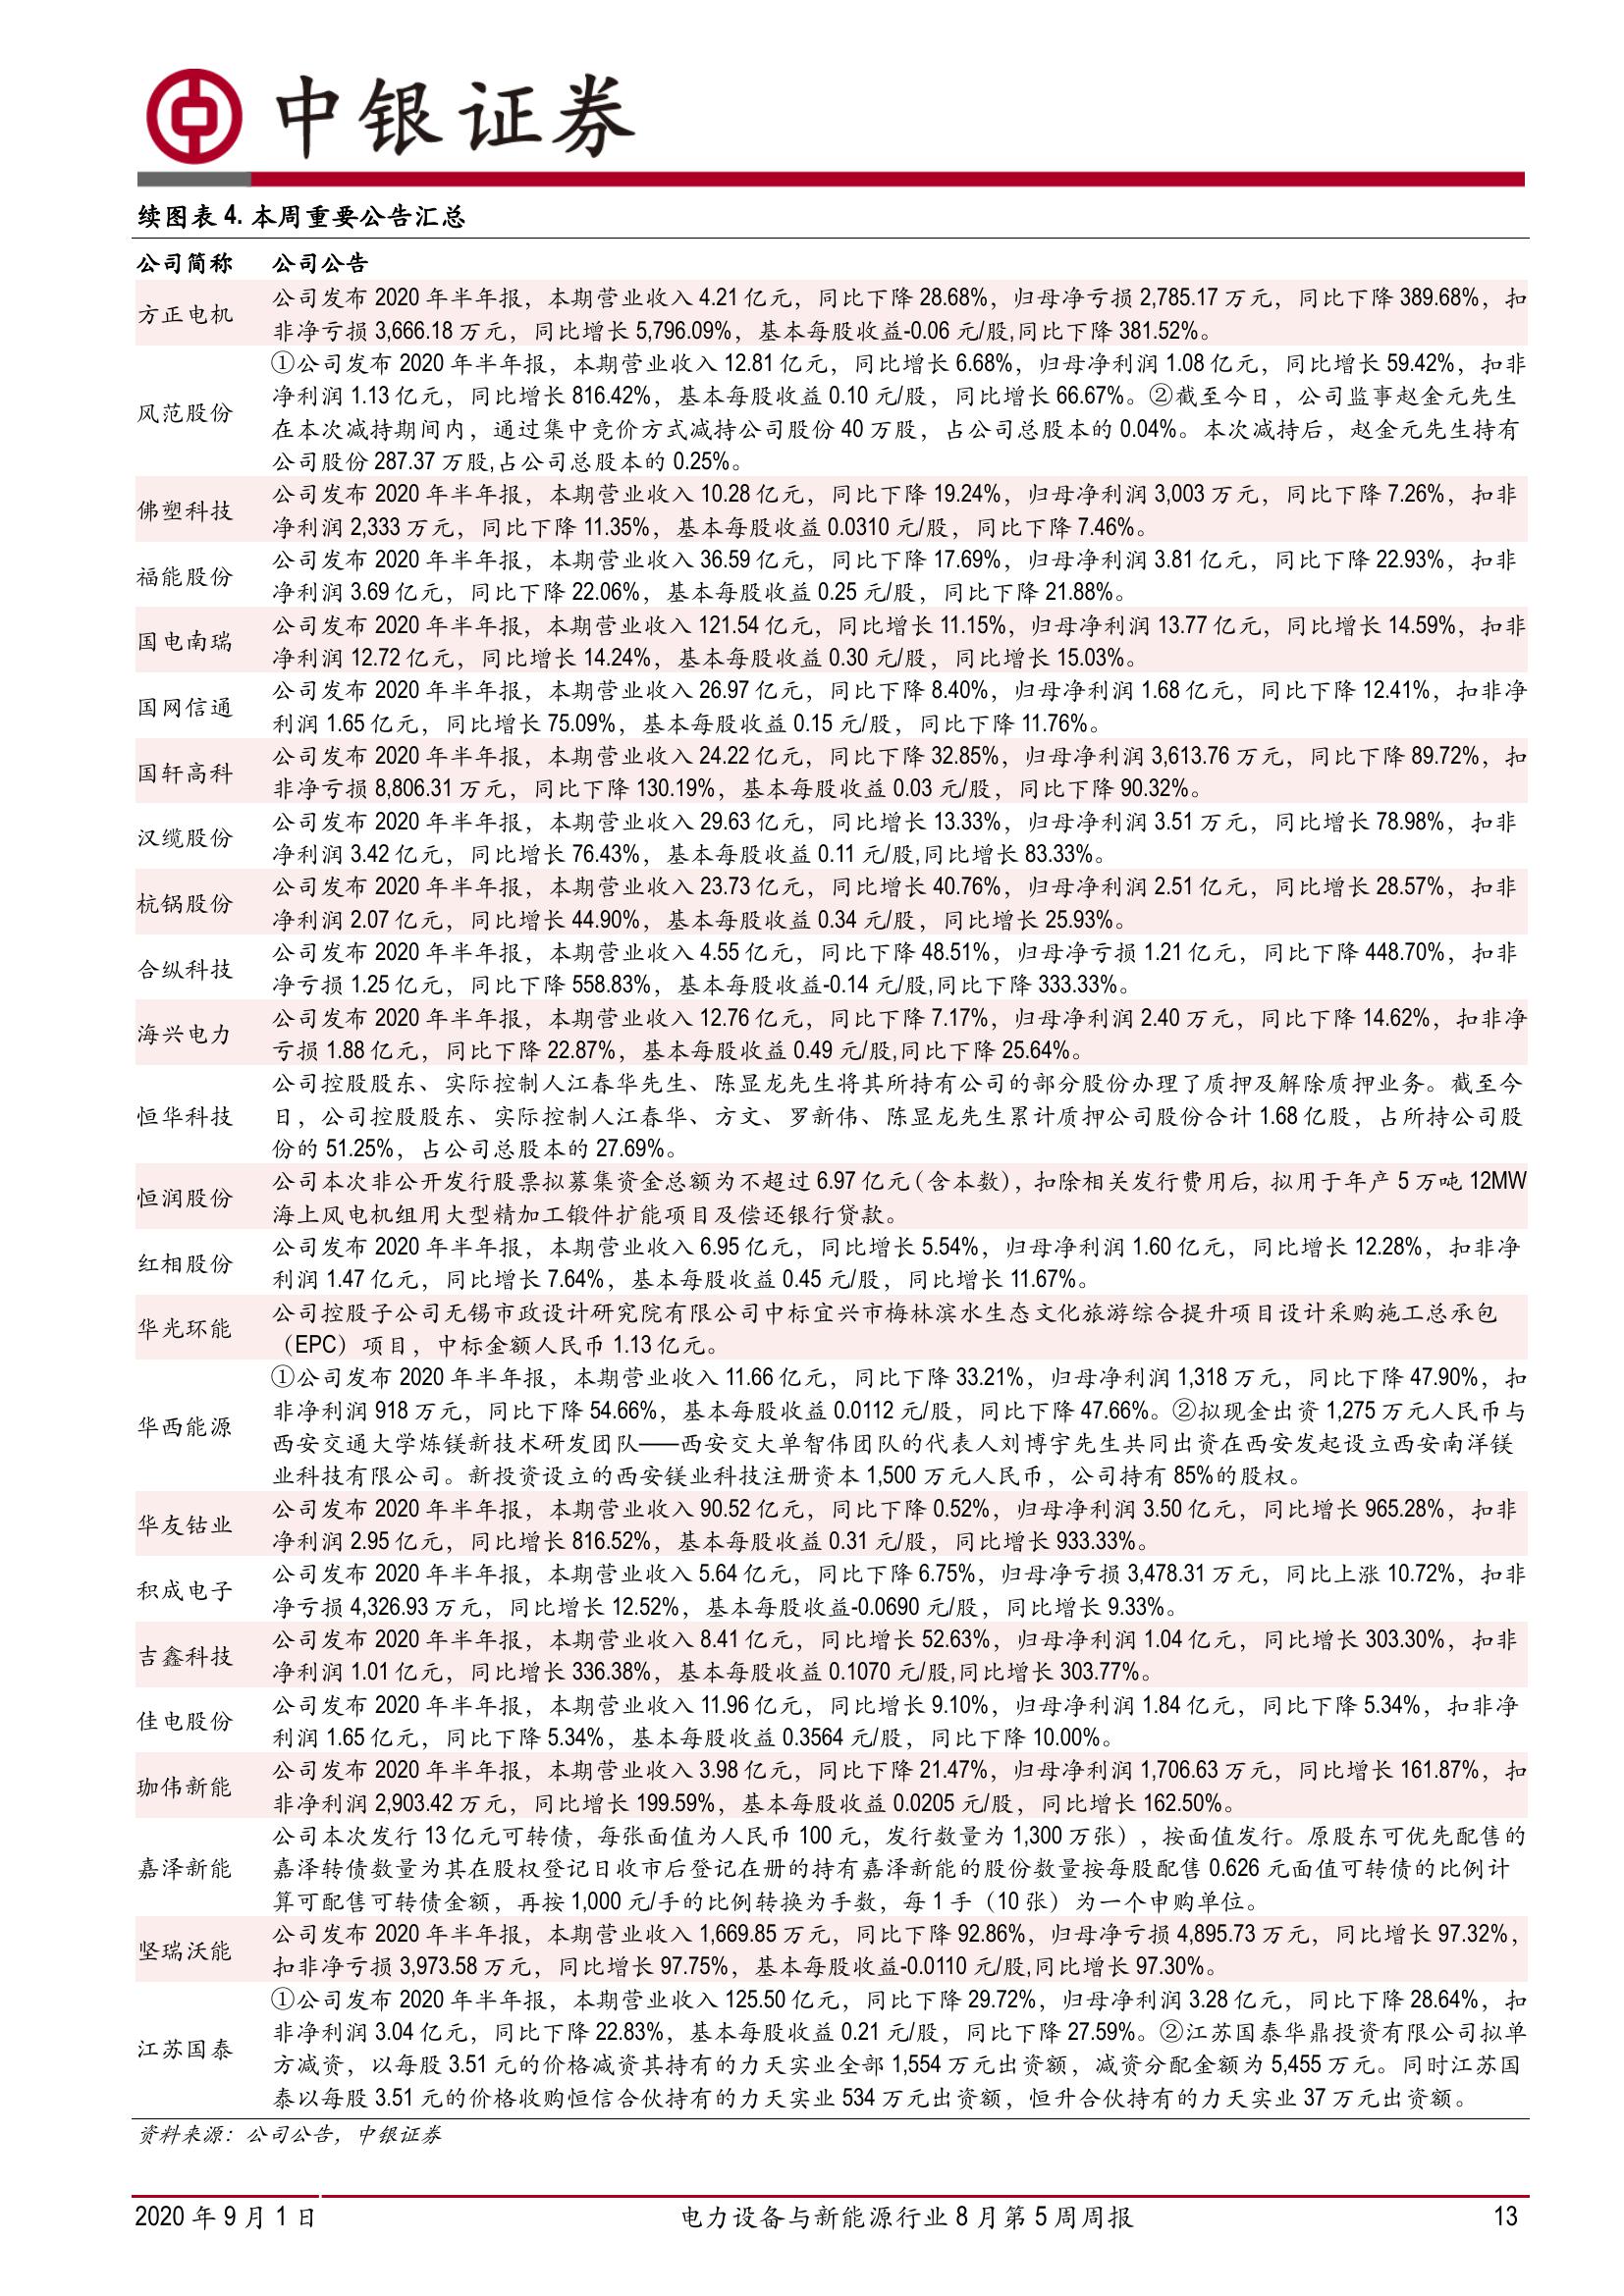 中银证券
续图表 4. 本周重要公告汇总
公司简称 公司公告
方正电机
公司发布 2020 年半年报，本期营业收入 4.21 亿元，同比下降 28.68%，归母净亏损 2,785.17 万元，同比下降 389.68%，扣
非净亏损 3,666.18 万元，同比增长 5,796.09%，基本每股收益-0.06 元/股,同比下降 381.52%。
风范股份
①公司发布 2020 年半年报，本期营业收入 12.81 亿元，同比增长 6.68%，归母净利润 1.08 亿元，同比增长 59.42%，扣非
净利润 1.13 亿元，同比增长 816.42%，基本每股收益 0.10 元/股，同比增长 66.67%。②截至今日，公司监事赵金元先生
在本次减持期间内，通过集中竞价方式减持公司股份 40 万股，占公司总股本的 0.04%。本次减持后，赵金元先生持有
公司股份 287.37 万股,占公司总股本的 0.25%。
佛塑科技
公司发布 2020 年半年报，本期营业收入 10.28 亿元，同比下降 19.24%，归母净利润 3,003 万元，同比下降 7.26%，扣非
净利润 2,333 万元，同比下降 11.35%，基本每股收益 0.0310 元/股，同比下降 7.46%。
福能股份
公司发布 2020 年半年报，本期营业收入 36.59 亿元，同比下降 17.69%，归母净利润 3.81 亿元，同比下降 22.93%，扣非
净利润 3.69 亿元，同比下降 22.06%，基本每股收益 0.25 元/股，同比下降 21.88%。
国电南瑞
公司发布 2020 年半年报，本期营业收入 121.54 亿元，同比增长 11.15%，归母净利润 13.77 亿元，同比增长 14.59%，扣非
净利润 12.72 亿元，同比增长 14.24%，基本每股收益 0.30 元/股，同比增长 15.03%。
国网信通
公司发布 2020 年半年报，本期营业收入 26.97 亿元，同比下降 8.40%，归母净利润 1.68 亿元，同比下降 12.41%，扣非净
利润 1.65 亿元，同比增长 75.09%，基本每股收益 0.15 元/股，同比下降 11.76%。
国轩高科
公司发布 2020 年半年报，本期营业收入 24.22 亿元，同比下降 32.85%，归母净利润 3,613.76 万元，同比下降 89.72%，扣
非净亏损 8,806.31 万元，同比下降 130.19%，基本每股收益 0.03 元/股，同比下降 90.32%。
汉缆股份
公司发布 2020 年半年报，本期营业收入 29.63 亿元，同比增长 13.33%，归母净利润 3.51 万元，同比增长 78.98%，扣非
净利润 3.42 亿元，同比增长 76.43%，基本每股收益 0.11 元/股,同比增长 83.33%。
杭锅股份
公司发布 2020 年半年报，本期营业收入 23.73 亿元，同比增长 40.76%，归母净利润 2.51 亿元，同比增长 28.57%，扣非
净利润 2.07 亿元，同比增长 44.90%，基本每股收益 0.34 元/股，同比增长 25.93%。
合纵科技
公司发布 2020 年半年报，本期营业收入 4.55 亿元，同比下降 48.51%，归母净亏损 1.21 亿元，同比下降 448.70%，扣非
净亏损 1.25 亿元，同比下降 558.83%，基本每股收益-0.14 元/股,同比下降 333.33%。
海兴电力
公司发布 2020 年半年报，本期营业收入 12.76 亿元，同比下降 7.17%，归母净利润 2.40 万元，同比下降 14.62%，扣非净
亏损 1.88 亿元，同比下降 22.87%，基本每股收益 0.49 元/股,同比下降 25.64%。
恒华科技
公司控股股东、实际控制人江春华先生、陈显龙先生将其所持有公司的部分股份办理了质押及解除质押业务。截至今
日，公司控股股东、实际控制人江春华、方文、罗新伟、陈显龙先生累计质押公司股份合计 1.68 亿股，占所持公司股
份的 51.25%，占公司总股本的 27.69%。
恒润股份
公司本次非公开发行股票拟募集资金总额为不超过 6.97 亿元（含本数），扣除相关发行费用后，拟用于年产 5 万吨 12MW
海上风电机组用大型精加工锻件扩能项目及偿还银行贷款。
红相股份
公司发布 2020 年半年报，本期营业收入 6.95 亿元，同比增长 5.54%，归母净利润 1.60 亿元，同比增长 12.28%，扣非净
利润 1.47 亿元，同比增长 7.64%，基本每股收益 0.45 元/股，同比增长 11.67%。
华光环能
公司控股子公司无锡市政设计研究院有限公司中标宜兴市梅林滨水生态文化旅游综合提升项目设计采购施工总承包
（EPC）项目，中标金额人民币 1.13 亿元。
华西能源
①公司发布 2020 年半年报，本期营业收入 11.66 亿元，同比下降 33.21%，归母净利润 1,318 万元，同比下降 47.90%，扣
非净利润 918 万元，同比下降 54.66%，基本每股收益 0.0112 元/股，同比下降 47.66%。②拟现金出资 1,275 万元人民币与
西安交通大学炼镁新技术研发团队——西安交大单智伟团队的代表人刘博宇先生共同出资在西安发起设立西安南洋镁
业科技有限公司。新投资设立的西安镁业科技注册资本 1,500 万元人民币，公司持有 85%的股权。
华友钴业
公司发布 2020 年半年报，本期营业收入 90.52 亿元，同比下降 0.52%，归母净利润 3.50 亿元，同比增长 965.28%，扣非
净利润 2.95 亿元，同比增长 816.52%，基本每股收益 0.31 元/股，同比增长 933.33%。
积成电子
公司发布 2020 年半年报，本期营业收入 5.64 亿元，同比下降 6.75%，归母净亏损 3,478.31 万元，同比上涨 10.72%，扣非
净亏损 4,326.93 万元，同比增长 12.52%，基本每股收益-0.0690 元/股，同比增长 9.33%。
吉鑫科技
公司发布 2020 年半年报，本期营业收入 8.41 亿元，同比增长 52.63%，归母净利润 1.04 亿元，同比增长 303.30%，扣非
净利润 1.01 亿元，同比增长 336.38%，基本每股收益 0.1070 元/股,同比增长 303.77%。
佳电股份
公司发布 2020 年半年报，本期营业收入 11.96 亿元，同比增长 9.10%，归母净利润 1.84 亿元，同比下降 5.34%，扣非净
利润 1.65 亿元，同比下降 5.34%，基本每股收益 0.3564 元/股，同比下降 10.00%。
珈伟新能
公司发布 2020 年半年报，本期营业收入 3.98 亿元，同比下降 21.47%，归母净利润 1,706.63 万元，同比增长 161.87%，扣
非净利润 2,903.42 万元，同比增长 199.59%，基本每股收益 0.0205 元/股，同比增长 162.50%。
嘉泽新能
公司本次发行 13 亿元可转债，每张面值为人民币 100 元，发行数量为 1,300 万张），按面值发行。原股东可优先配售的
嘉泽转债数量为其在股权登记日收市后登记在册的持有嘉泽新能的股份数量按每股配售 0.626 元面值可转债的比例计
算可配售可转债金额，再按 1,000 元/手的比例转换为手数，每 1 手（10 张）为一个申购单位。
坚瑞沃能
公司发布 2020 年半年报，本期营业收入 1,669.85 万元，同比下降 92.86%，归母净亏损 4,895.73 万元，同比增长 97.32%，
扣非净亏损 3,973.58 万元，同比增长 97.75%，基本每股收益-0.0110 元/股,同比增长 97.30%。
江苏国泰
①公司发布 2020 年半年报，本期营业收入 125.50 亿元，同比下降 29.72%，归母净利润 3.28 亿元，同比下降 28.64%，扣
非净利润 3.04 亿元，同比下降 22.83%，基本每股收益 0.21 元/股，同比下降 27.59%。②江苏国泰华鼎投资有限公司拟单
方减资，以每股 3.51 元的价格减资其持有的力天实业全部 1,554 万元出资额，减资分配金额为 5,455 万元。同时江苏国
泰以每股 3.51 元的价格收购恒信合伙持有的力天实业 534 万元出资额，恒升合伙持有的力天实业 37 万元出资额。
资料来源：公司公告，中银证券
2020 年 9 月 1 日 电力设备与新能源行业 8 月第 5 周周报 13